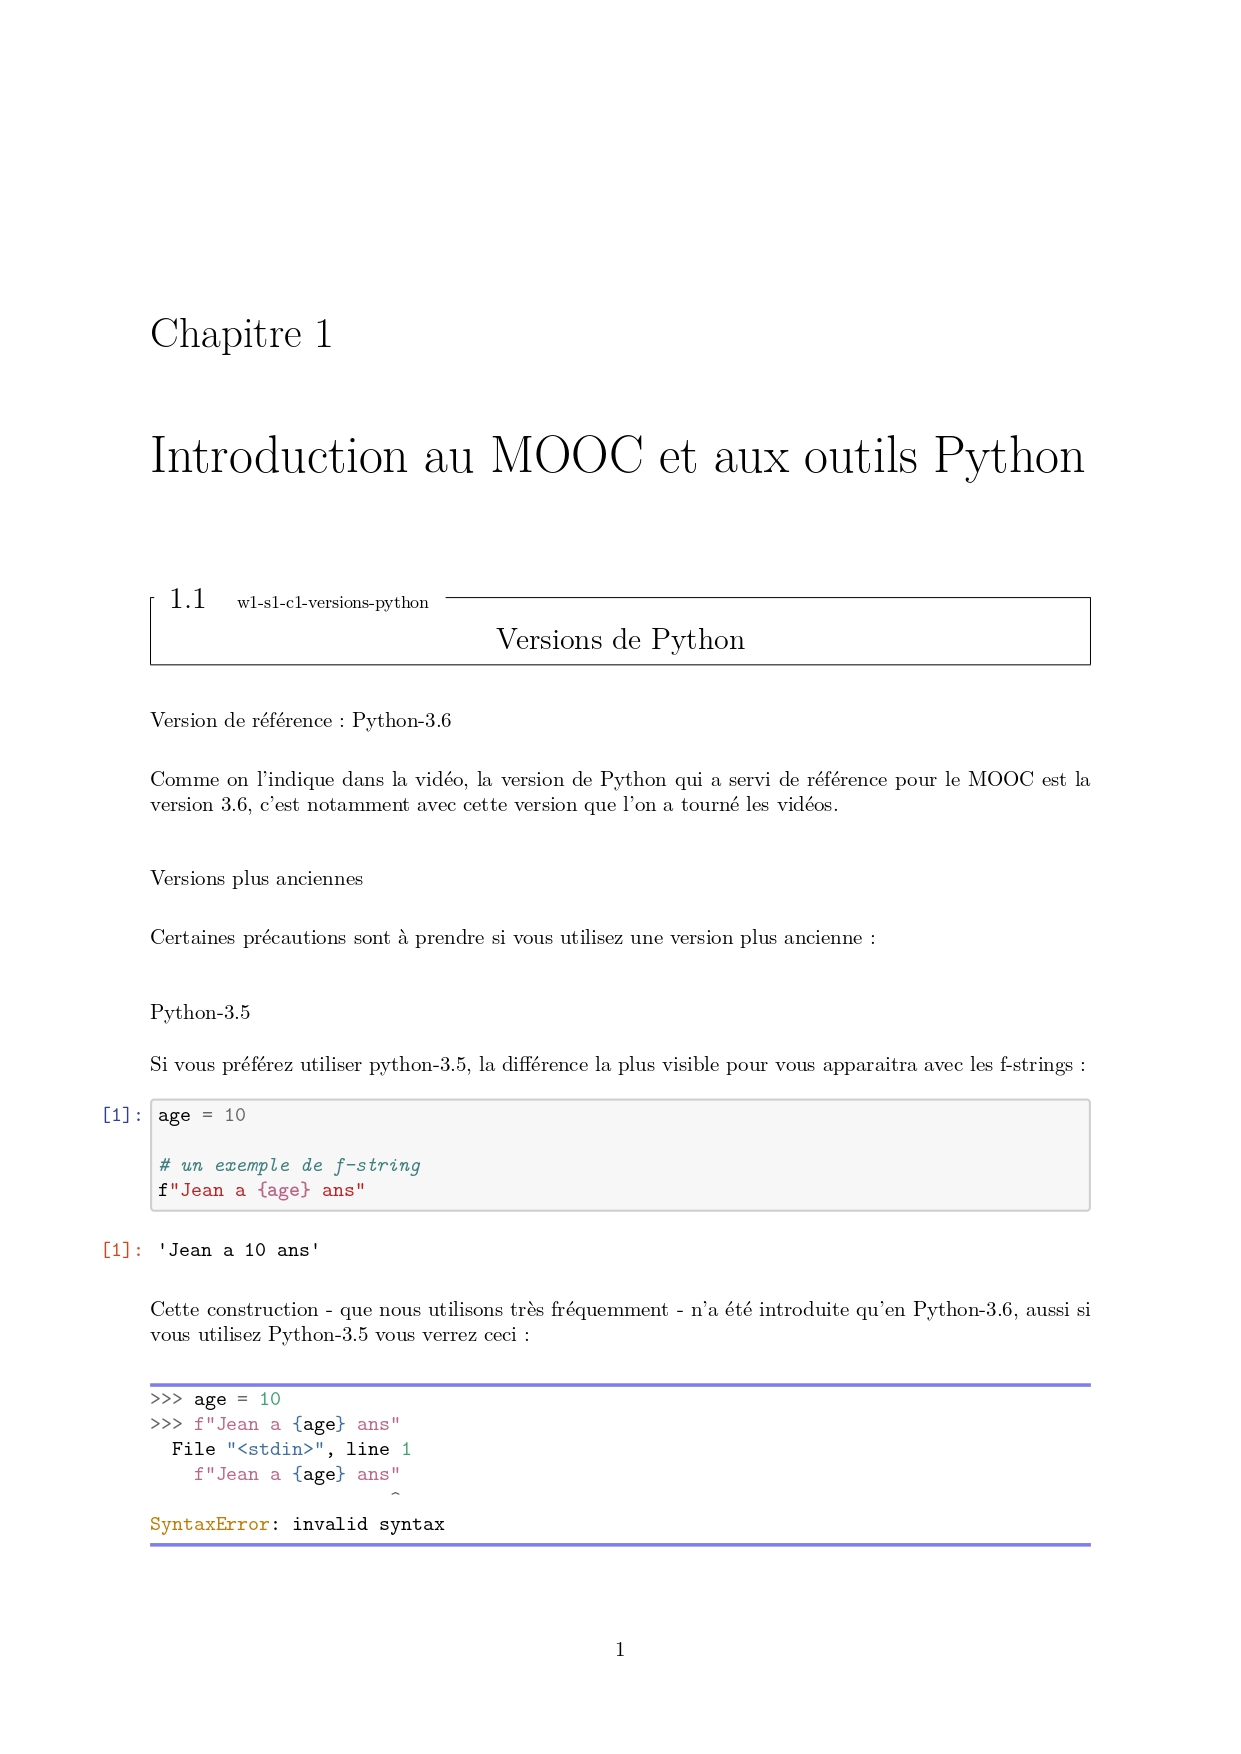 Chapitre 1
Introduction au MOOC et aux outils Python
1.1 w1-s1-c1-versions-python
Versions de Python
Version de référence : Python-3.6
Comme on l'indique dans la vidéo, la version de Python qui a servi de référence pour le MOOC est la
version 3.6, c'est notamment avec cette version que l'on a tourné les vidéos.
Versions plus anciennes
Certaines précautions sont à prendre si vous utilisez une version plus ancienne :
Python-3.5
Si vous préférez utiliser python-3.5, la différence la plus visible pour vous apparaitra avec les f-strings :
[1]: age = 10
# un exemple de f-string
f"Jean a {age} ans"
[1]: 'Jean a 10 ans'
Cette construction - que nous utilisons très fréquemment - n'a été introduite qu'en Python-3.6, aussi si
vous utilisez Python-3.5 vous verrez ceci :
>>> age = 10
>>> f"Jean a {age} ans"
  File "<stdin>", line 1
    f"Jean a {age} ans"
                      ^
SyntaxError: invalid syntax
1